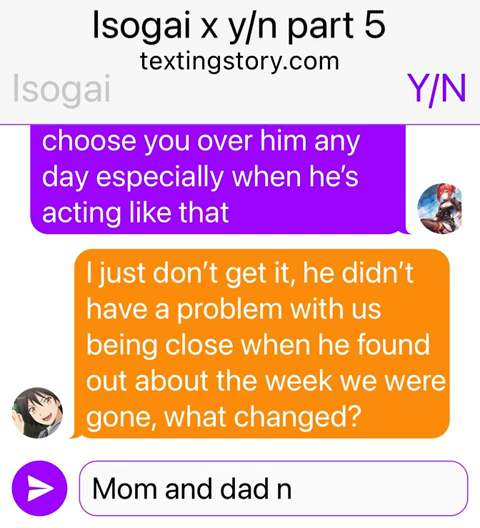 Isogai x y/n part 5
textingstory.com
Isogai
Y/N
choose you over him any
day especially when he's
acting like that
I just don't get it, he didn't
have a problem with us
being close when he found
out about the week we were
gone, what changed?
Mom and dad n